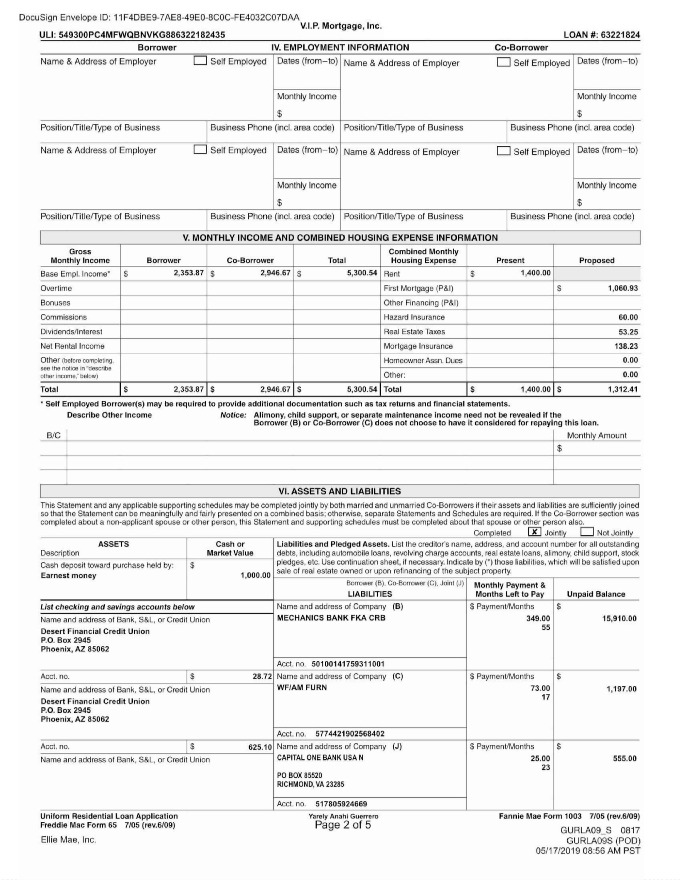 DocuSign Envelope ID: 11F4DBE9-7AE8-49E0-8C0C-FE4032C07DAA
V.I.P. Mortgage, Inc.
ULI: 549300PC4MFWQBNVKG886322182435 LOAN #: 63221824
Borrower IV. EMPLOYMENT INFORMATION Co-Borrower
Name & Address of Employer Self Employed Dates (from–to) Name & Address of Employer Self Employed Dates (from–to)
Monthly Income Monthly Income
$ $
Position/Title/Type of Business Business Phone (incl. area code) Position/Title/Type of Business Business Phone (incl. area code)
Name & Address of Employer Self Employed Dates (from–to) Name & Address of Employer Self Employed Dates (from–to)
Monthly Income Monthly Income
$ $
Position/Title/Type of Business Business Phone (incl. area code) Position/Title/Type of Business Business Phone (incl. area code)
V. MONTHLY INCOME AND COMBINED HOUSING EXPENSE INFORMATION
Gross Monthly Income Borrower Co-Borrower Total Combined Monthly Housing Expense Present Proposed
Base Empl. Income* $ 2,353.87 $ 2,946.67 $ 5,300.54 Rent $ 1,400.00
Overtime First Mortgage (P&I) $ 1,060.93
Bonuses Other Financing (P&I)
Commissions Hazard Insurance 60.00
Dividends/Interest Real Estate Taxes 53.25
Net Rental Income Mortgage Insurance 138.23
Other (before completing, Homeowner Assn. Dues 0.00
see the notice in "describe
other income," below) Other: 0.00
Total $ 2,353.87 $ 2,946.67 $ 5,300.54 Total $ 1,400.00 $ 1,312.41
* Self Employed Borrower(s) may be required to provide additional documentation such as tax returns and financial statements.
Describe Other Income Notice: Alimony, child support, or separate maintenance income need not be revealed if the
Borrower (B) or Co-Borrower (C) does not choose to have it considered for repaying this loan.
B/C Monthly Amount
$
VI. ASSETS AND LIABILITIES
This Statement and any applicable supporting schedules may be completed jointly by both married and unmarried Co-Borrowers if their assets and liabilities are sufficiently joined
so that the Statement can be meaningfully and fairly presented on a combined basis; otherwise, separate Statements and Schedules are required. If the Co-Borrower section was
completed about a non-applicant spouse or other person, this Statement and supporting schedules must be completed about that spouse or other person also.
Completed X Jointly Not Jointly
ASSETS Cash or Market Value
Description
Liabilities and Pledged Assets. List the creditor's name, address, and account number for all outstanding
debts, including automobile loans, revolving charge accounts, real estate loans, alimony, child support, stock
pledges, etc. Use continuation sheet, if necessary. Indicate by (*) those liabilities, which will be satisfied upon
sale of real estate owned or upon refinancing of the subject property.
Cash deposit toward purchase held by: $
Earnest money 1,000.00
Borrower (B), Co-Borrower (C), Joint (J)
LIABILITIES Monthly Payment & Months Left to Pay Unpaid Balance
List checking and savings accounts below
Name and address of Bank, S&L, or Credit Union
Desert Financial Credit Union
P.O. Box 2945
Phoenix, AZ 85062
Name and address of Company (B) $ Payment/Months $
MECHANICS BANK FKA CRB 349.00 15,910.00
55
Acct. no. 50100141759311001
Acct. no. $ 28.72
Name and address of Bank, S&L, or Credit Union
Desert Financial Credit Union
P.O. Box 2945
Phoenix, AZ 85062
Name and address of Company (C) $ Payment/Months $
WF/AM FURN 73.00 1,197.00
17
Acct. no. 5774421902568402
Acct. no. $ 625.10
Name and address of Bank, S&L, or Credit Union
Name and address of Company (J) $ Payment/Months $
CAPITAL ONE BANK USA N 25.00 555.00
23
PO BOX 85520
RICHMOND, VA 23285
Acct. no. 517805924669
Uniform Residential Loan Application Yarely Anahi Guerrero Fannie Mae Form 1003 7/05 (rev.6/09)
Freddie Mac Form 65 7/05 (rev.6/09) Page 2 of 5
GURLA09_S 0817
Ellie Mae, Inc. GURLA09S (POD)
05/17/2019 08:56 AM PST